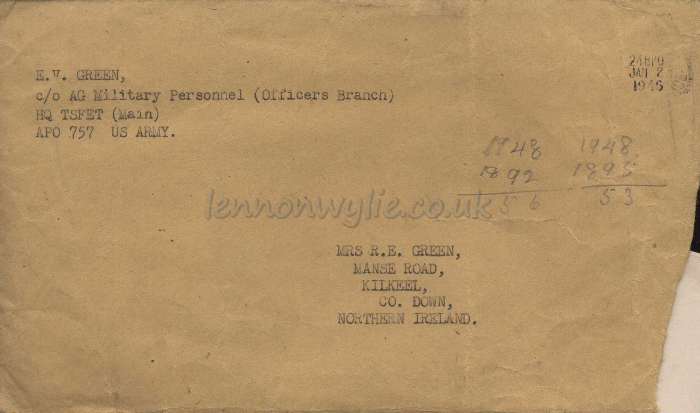 E.V. GREEN,
c/o AG Military Personnel (Officers Branch)
HQ TSFET (Main)
APO 757 US ARMY.
JAN 2
1946
1948 1948
1892 1895
56 53
lennonwylie.co.uk
MRS R.E. GREEN,
MANSE ROAD,
KILKEEL,
CO. DOWN,
NORTHERN IRELAND.